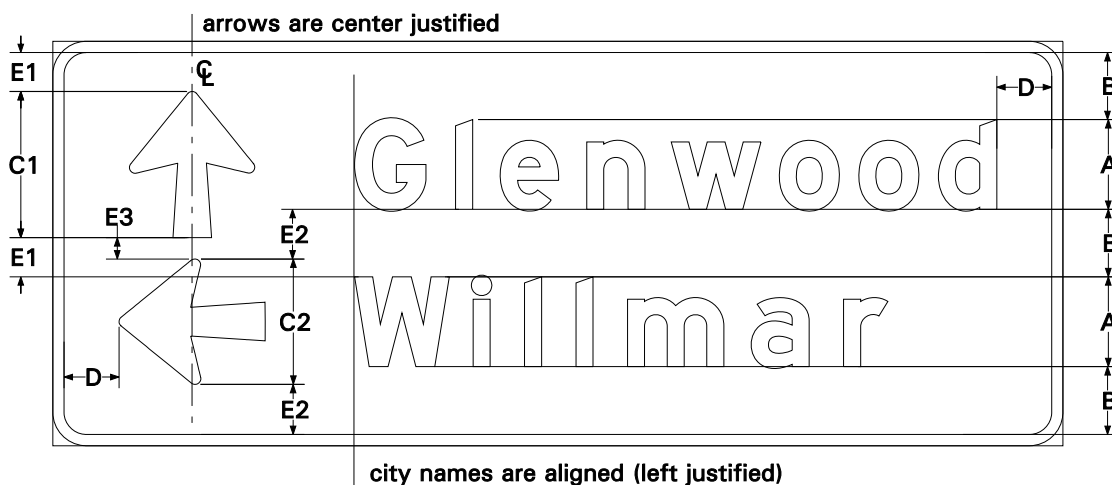 arrows are center justified
E1
CL
D
B
C1
Glenwood
A
E3
E2
E1
B
C2
Willmar
A
D
E2
B
city names are aligned (left justified)